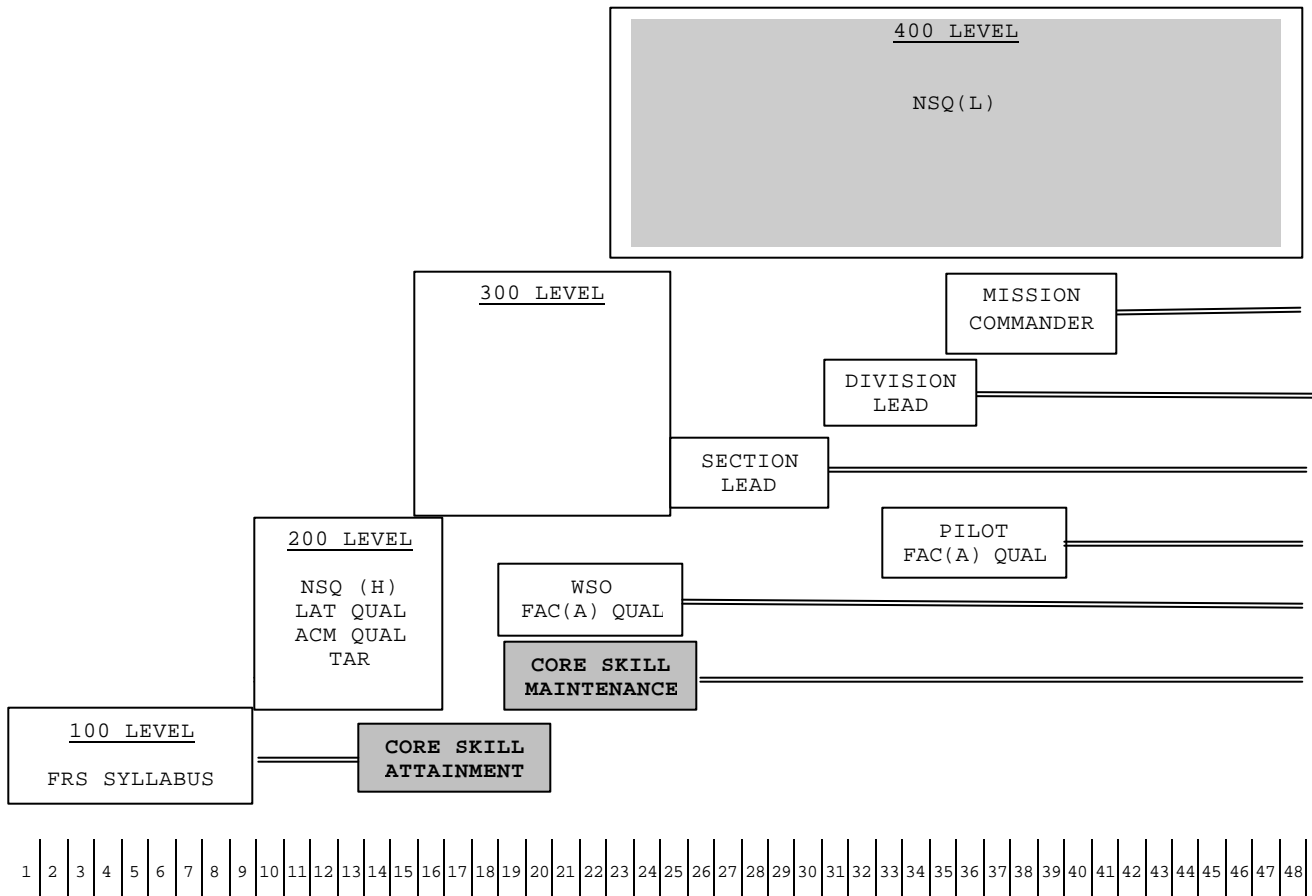 400 LEVEL
NSQ(L)
300 LEVEL
MISSION
COMMANDER
DIVISION
LEAD
SECTION
LEAD
200 LEVEL
NSQ (H)
LAT QUAL
ACM QUAL
TAR
PILOT
FAC(A) QUAL
WSO
FAC(A) QUAL
CORE SKILL
MAINTENANCE
100 LEVEL
FRS SYLLABUS
CORE SKILL
ATTAINMENT
1 2 3 4 5 6 7 8 9 10 11 12 13 14 15 16 17 18 19 20 21 22 23 24 25 26 27 28 29 30 31 32 33 34 35 36 37 38 39 40 41 42 43 44 45 46 47 48